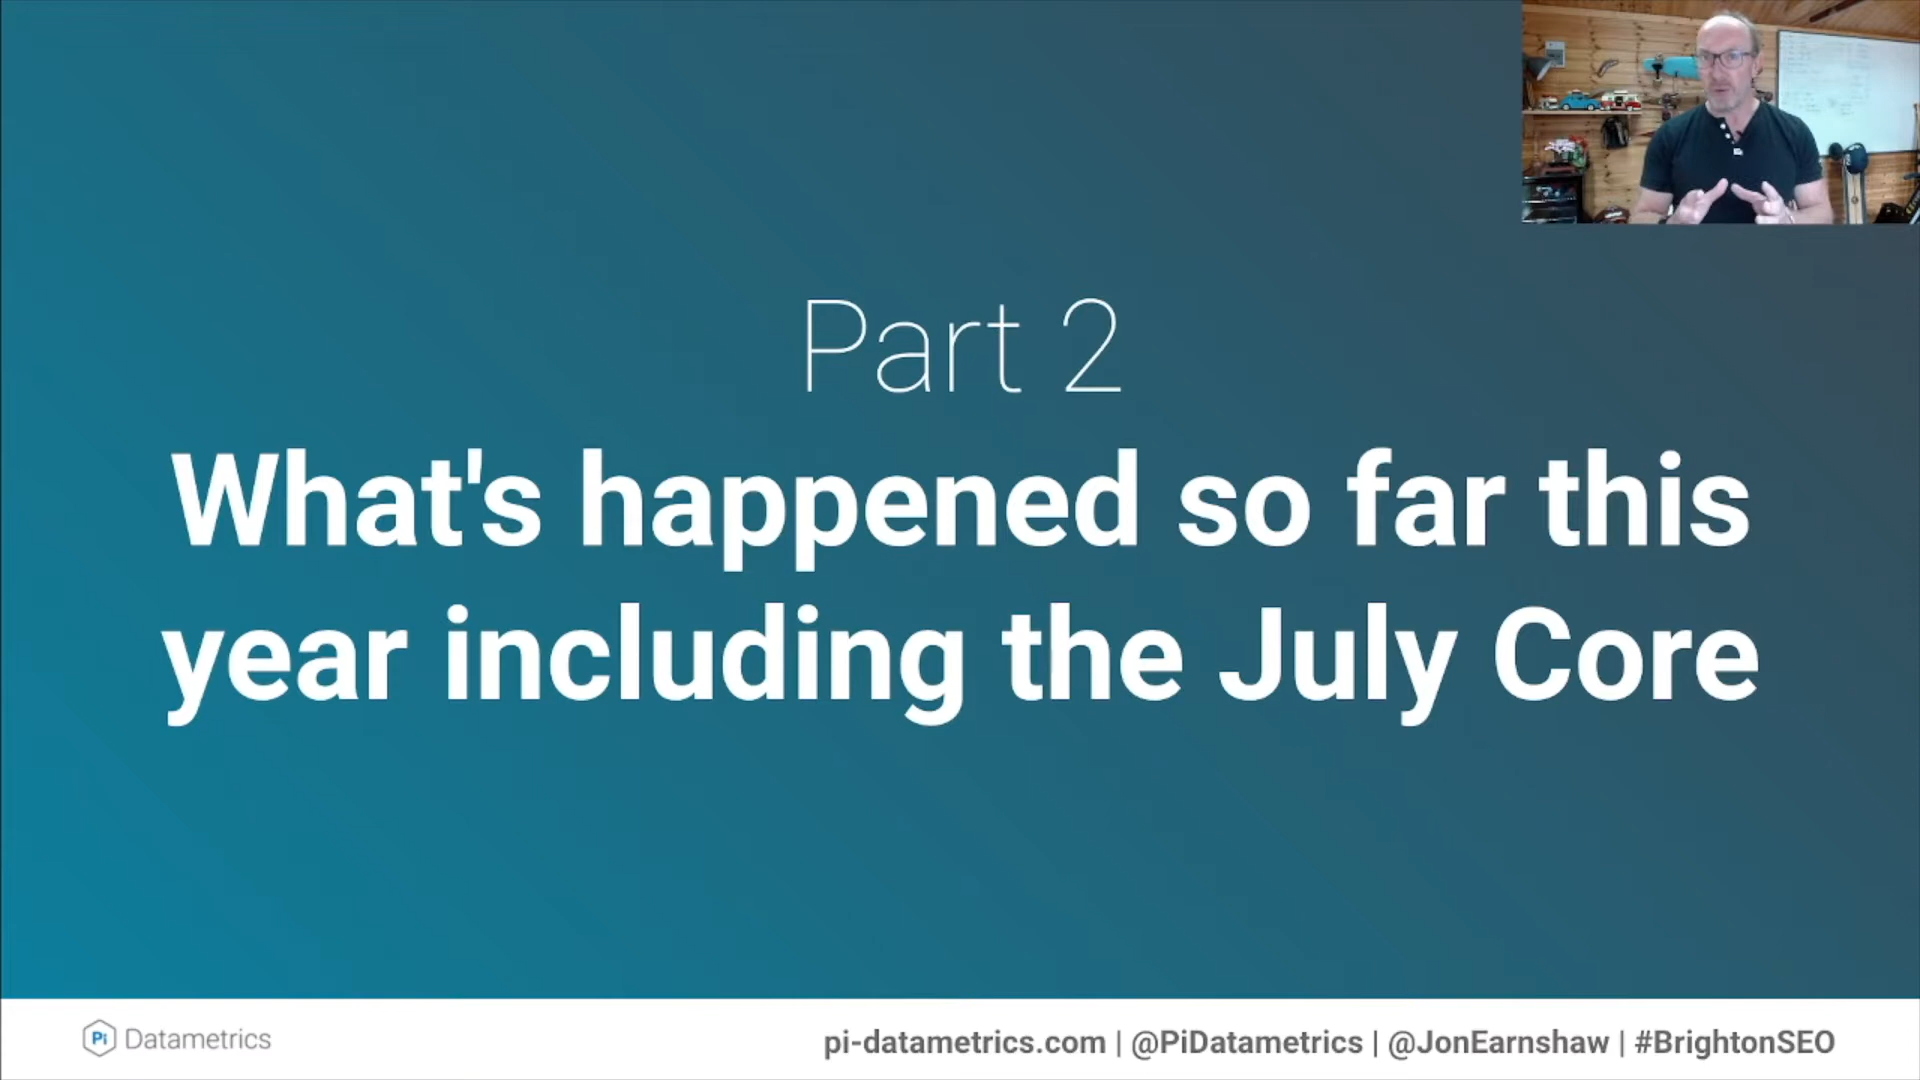 Part 2
What's happened so far this
year including the July Core
Pi Datametrics
pi-datametrics.com | @PiDatametrics | @JonEarnshaw | #BrightonSEO